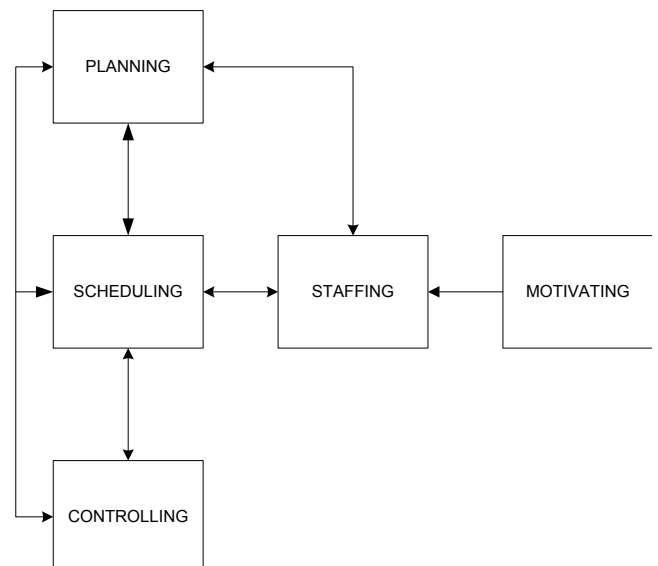 PLANNING
SCHEDULING
STAFFING
MOTIVATING
CONTROLLING